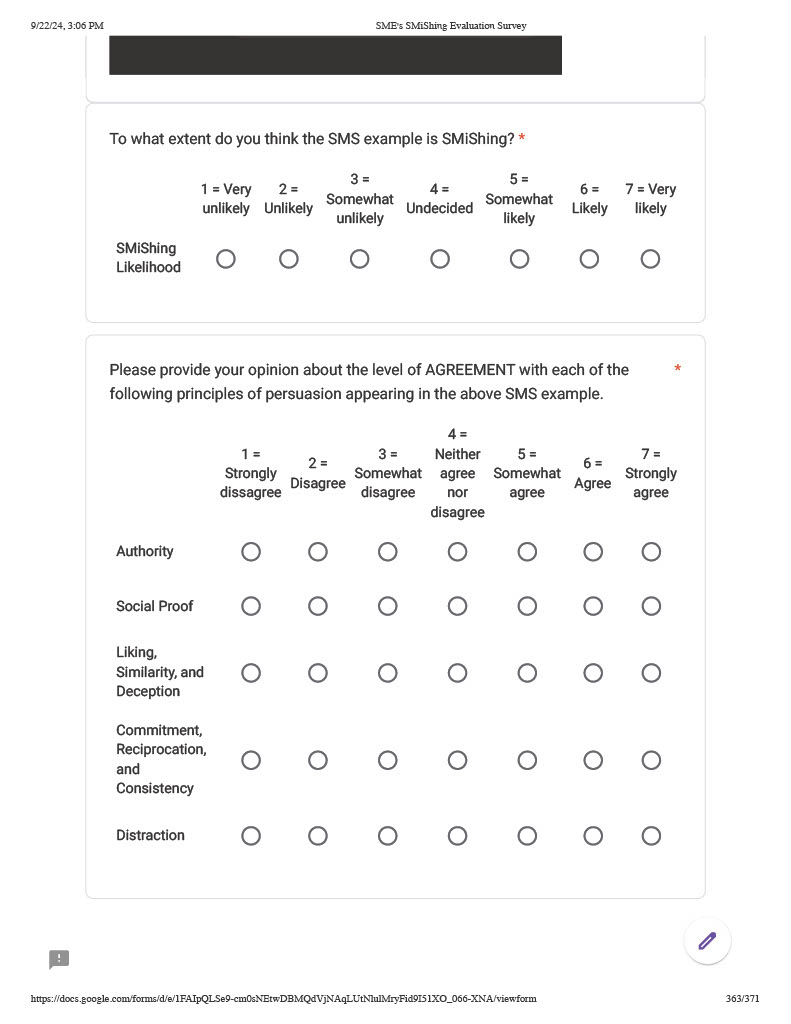 9/22/24, 3:06 PM SME's SMiShing Evaluation Survey
To what extent do you think the SMS example is SMiShing? *
1 = Very unlikely 2 = Unlikely 3 = Somewhat unlikely 4 = Undecided 5 = Somewhat likely 6 = Likely 7 = Very likely
SMiShing
Likelihood
Please provide your opinion about the level of AGREEMENT with each of the *
following principles of persuasion appearing in the above SMS example.
1 = Strongly dissagree 2 = Disagree 3 = Somewhat disagree 4 = Neither agree nor disagree 5 = Somewhat agree 6 = Agree 7 = Strongly agree
Authority
Social Proof
Liking,
Similarity, and
Deception
Commitment,
Reciprocation,
and
Consistency
Distraction
https://docs.google.com/forms/d/e/1FAIpQLSe9-cm0sNEtwDBMQdVjNAqLUtNlulMryFid9I51XO_066-XNA/viewform 363/371